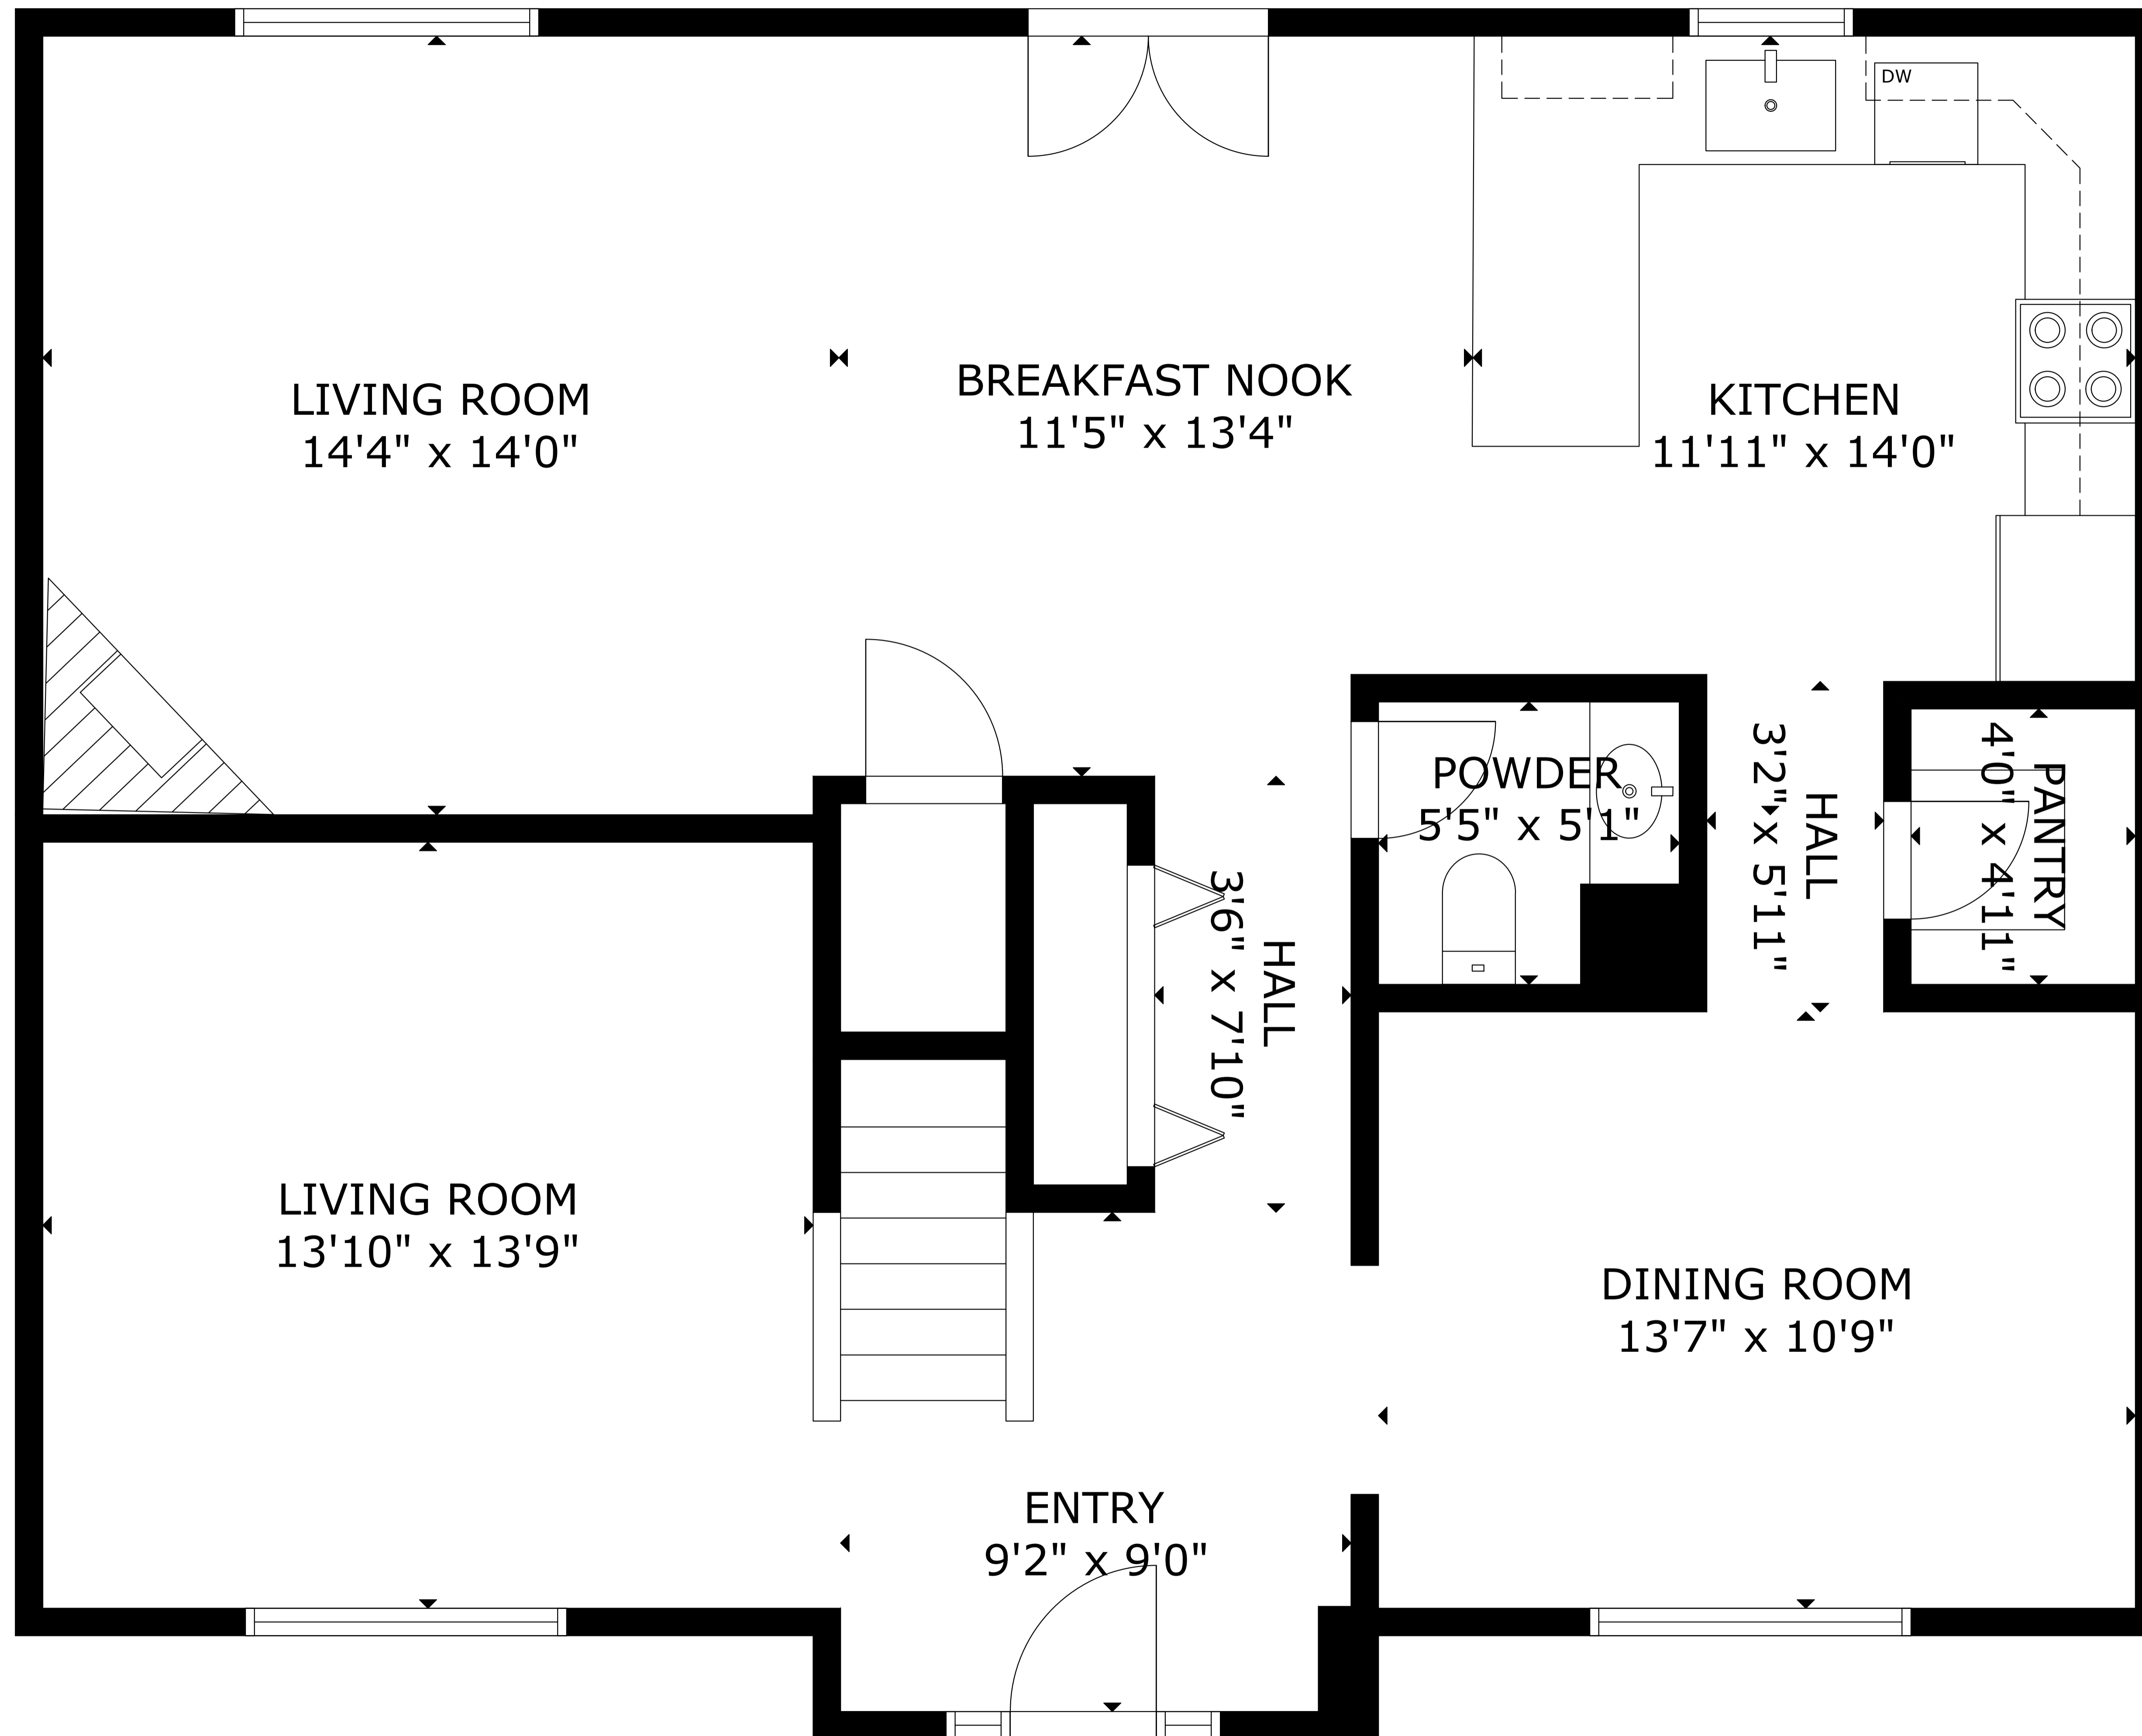 DW
LIVING ROOM
14'4" x 14'0"
BREAKFAST NOOK
11'5" x 13'4"
KITCHEN
11'11" x 14'0"
POWDER
5'5" x 5'1"
HALL
3'2" x 5'11"
PANTRY
4'0" x 4'11"
HALL
3'6" x 7'10"
LIVING ROOM
13'10" x 13'9"
DINING ROOM
13'7" x 10'9"
ENTRY
9'2" x 9'0"